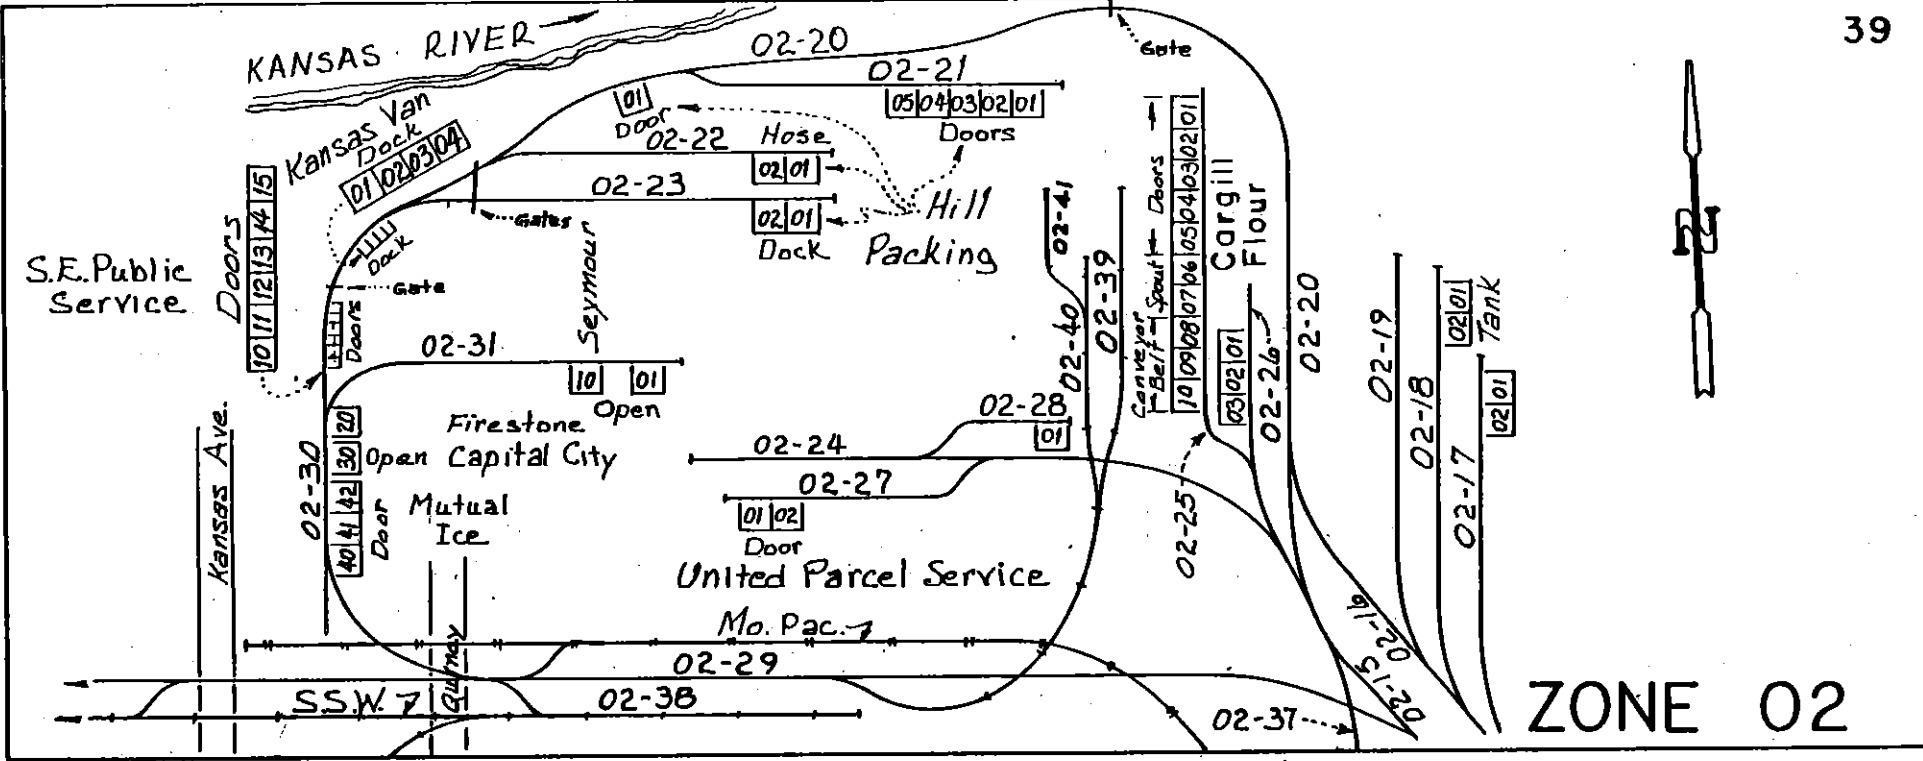 39
KANSAS RIVER
02-20
Gate
02-21
05 04 03 02 01
Doors
01
Door
Kansas Van
Dock
01 02 03 04
02-22
Hose
02 01
02-23
Gates
02 01
Dock
Hill
Packing
Dock
Gate
S.E. Public
Service
Doors
10 11 12 13 14 15
Doors
02-31
Seymour
10
01
Open
Firestone
Capital City
Open
Mutual
Ice
Door
20
30
40 41 42
02-30
Kansas Ave.
Quincy
02-24
02-28
01
02-27
01 02
Door
United Parcel Service
Mo. Pac.
02-29
S.S.W.
02-38
02-41
02-40
02-39
Conveyor
Belt
Spout
Doors
10 09 08 07 06 05 04 03 02 01
Cargill
Flour
03 02 01
02-26
02-25
02-20
02-19
02-18
02-17
02 01
Tank
02 01
02-16
02-15
02-37
N
ZONE 02